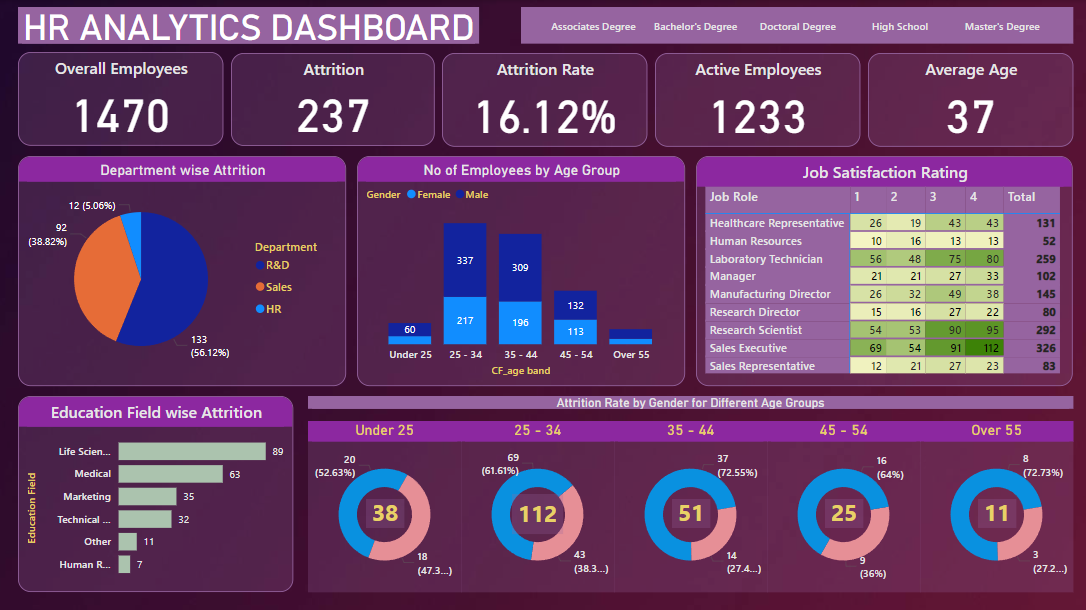 HR ANALYTICS DASHBOARD
Associates Degree Bachelor's Degree Doctoral Degree High School Master's Degree
Overall Employees
1470
Attrition
237
Attrition Rate
16.12%
Active Employees
1233
Average Age
37
Department wise Attrition
12 (5.06%)
92
(38.82%)
133
(56.12%)
Department
R&D
Sales
HR
No of Employees by Age Group
Gender Female Male
337
309
217
196
132
113
60
Under 25 25 - 34 35 - 44 45 - 54 Over 55
CF_age band
Job Satisfaction Rating
Job Role 1 2 3 4 Total
Healthcare Representative 26 19 43 43 131
Human Resources 10 16 13 13 52
Laboratory Technician 56 48 75 80 259
Manager 21 21 27 33 102
Manufacturing Director 26 32 49 38 145
Research Director 15 16 27 22 80
Research Scientist 54 53 90 95 292
Sales Executive 69 54 91 112 326
Sales Representative 12 21 27 23 83
Education Field wise Attrition
Education Field
Life Scien... 89
Medical 63
Marketing 35
Technical ... 32
Other 11
Human R... 7
Attrition Rate by Gender for Different Age Groups
Under 25
20
(52.63%)
38
18
(47.3...)
25 - 34
69
(61.61%)
112
43
(38.3...)
35 - 44
37
(72.55%)
51
14
(27.4...)
45 - 54
16
(64%)
25
9
(36%)
Over 55
8
(72.73%)
11
3
(27.2...)